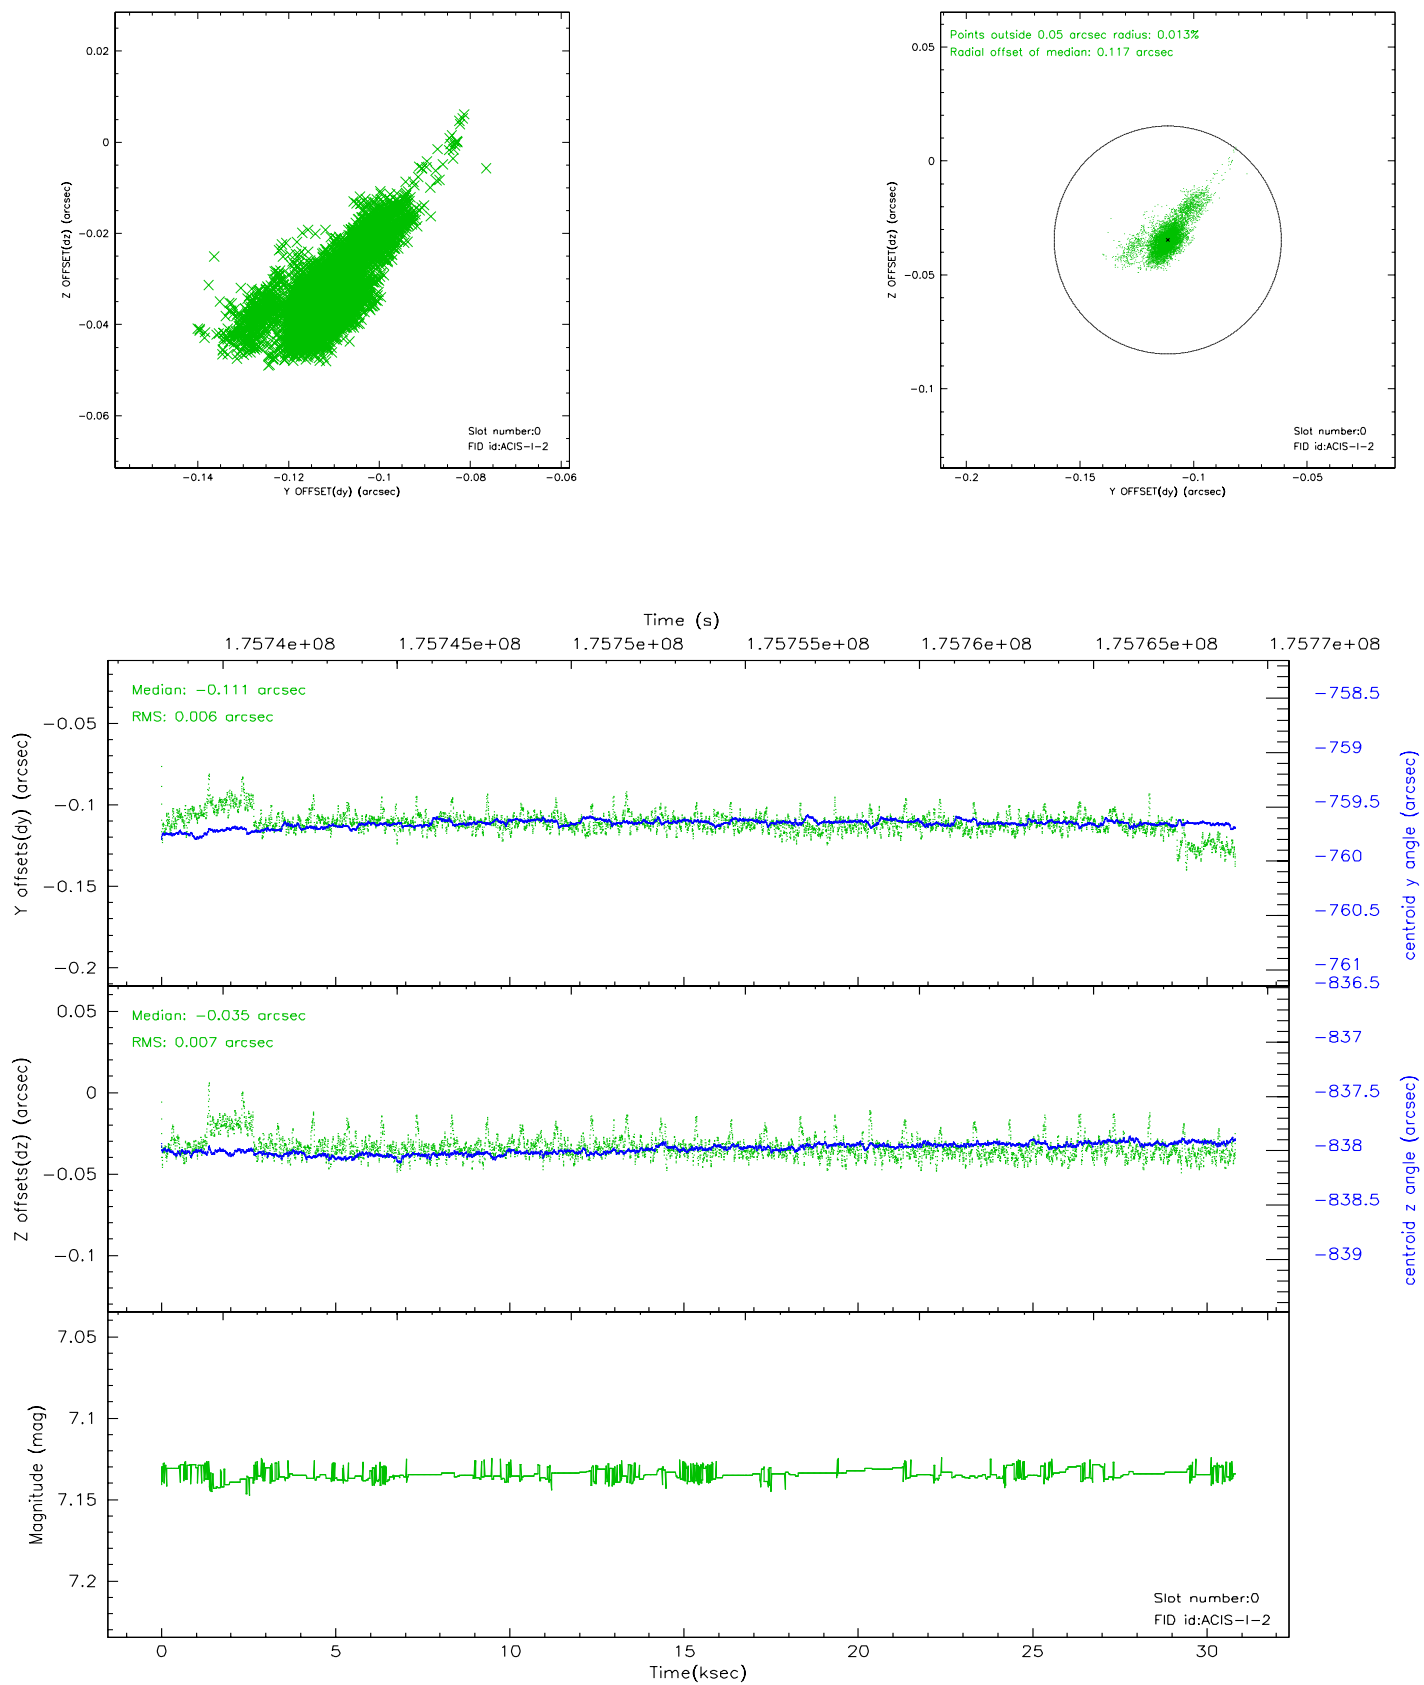 0.02
0
-0.02
-0.04
-0.06
Z OFFSET(dz) (arcsec)
Slot number:0
FID id:ACIS-I-2
-0.14 -0.12 -0.1 -0.08 -0.06
Y OFFSET(dy) (arcsec)
Points outside 0.05 arcsec radius: 0.013%
Radial offset of median: 0.117 arcsec
0.05
0
-0.05
-0.1
Z OFFSET(dz) (arcsec)
Slot number:0
FID id:ACIS-I-2
-0.2 -0.15 -0.1 -0.05
Y OFFSET(dy) (arcsec)
Time (s)
1.7574e+08 1.75745e+08 1.7575e+08 1.75755e+08 1.7576e+08 1.75765e+08 1.7577e+08
Median: -0.111 arcsec
RMS: 0.006 arcsec
-0.05
-0.1
-0.15
-0.2
Y offsets(dy) (arcsec)
-758.5
-759
-759.5
-760
-760.5
-761
centroid y angle (arcsec)
Median: -0.035 arcsec
RMS: 0.007 arcsec
0.05
0
-0.05
-0.1
Z offsets(dz) (arcsec)
-836.5
-837
-837.5
-838
-838.5
-839
centroid z angle (arcsec)
7.05
7.1
7.15
7.2
Magnitude (mag)
Slot number:0
FID id:ACIS-I-2
0 5 10 15 20 25 30
Time(ksec)